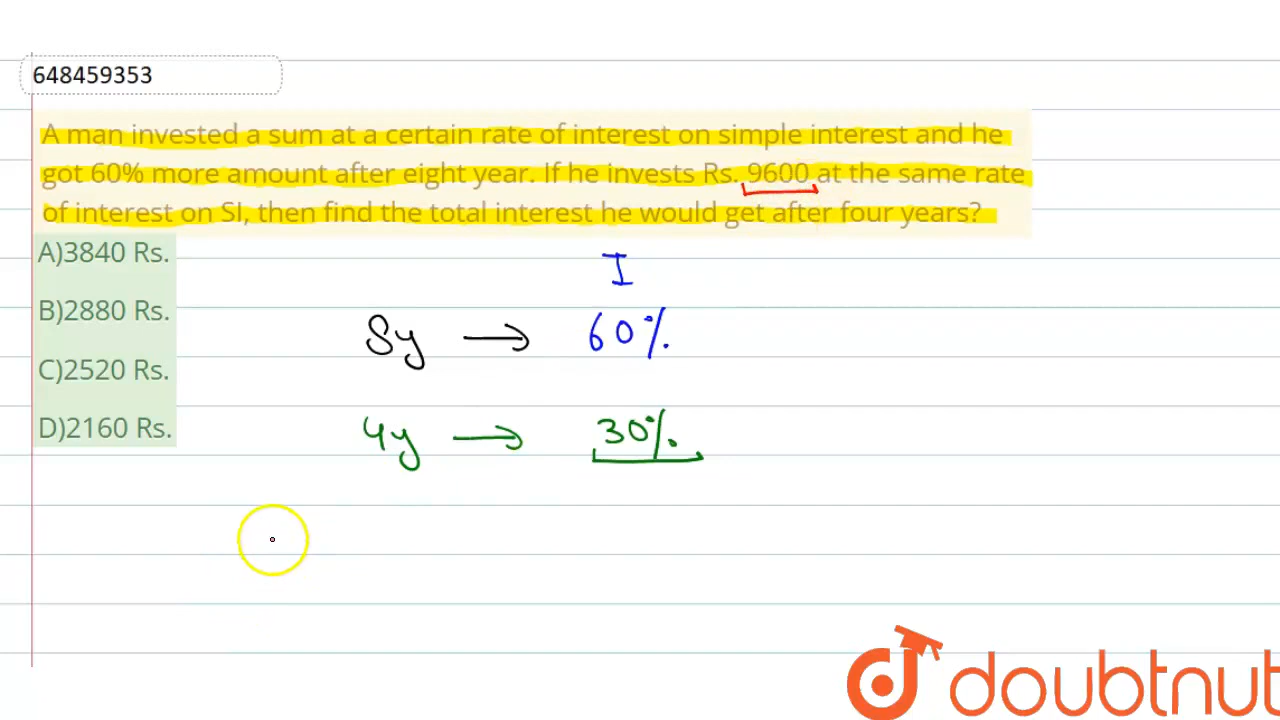 648459353
A man invested a sum at a certain rate of interest on simple interest and he
got 60% more amount after eight year. If he invests Rs. 9600 at the same rate
of interest on SI, then find the total interest he would get after four years?
A)3840 Rs.
B)2880 Rs.
C)2520 Rs.
D)2160 Rs.
I
8y → 60%
4y → 30%
doubtnut